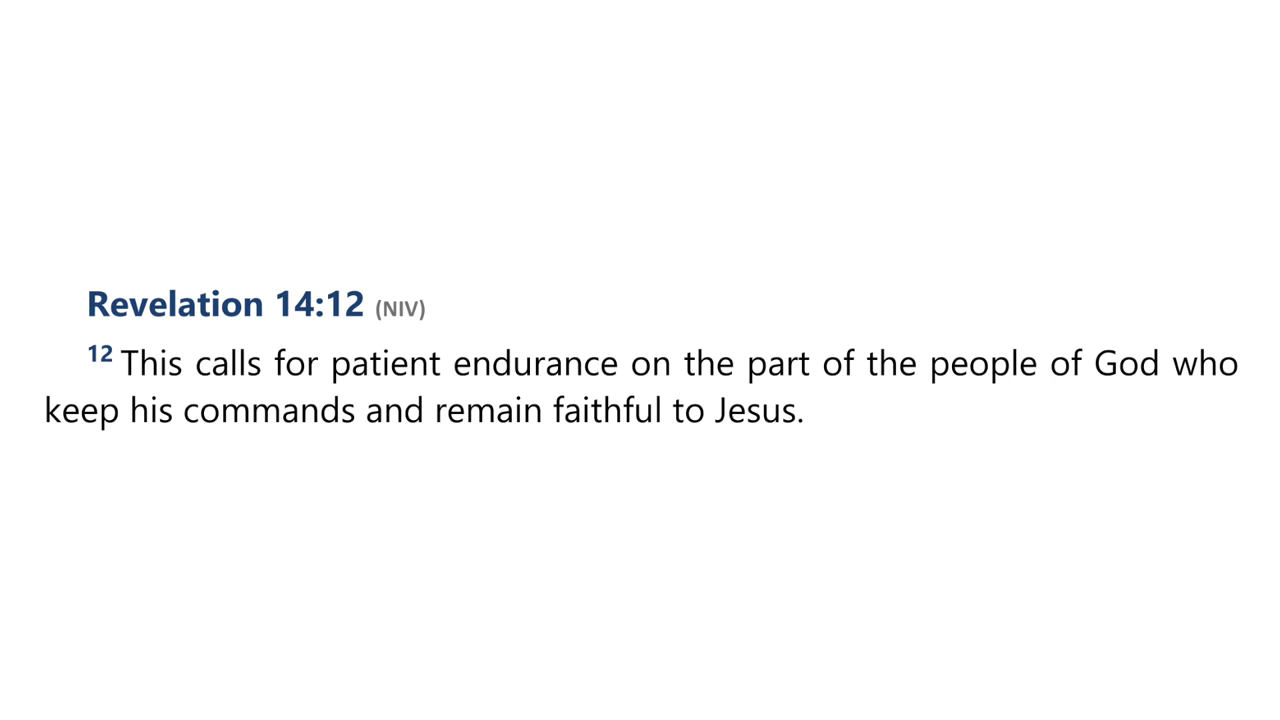 Revelation 14:12 (NIV)
12 This calls for patient endurance on the part of the people of God who
keep his commands and remain faithful to Jesus.